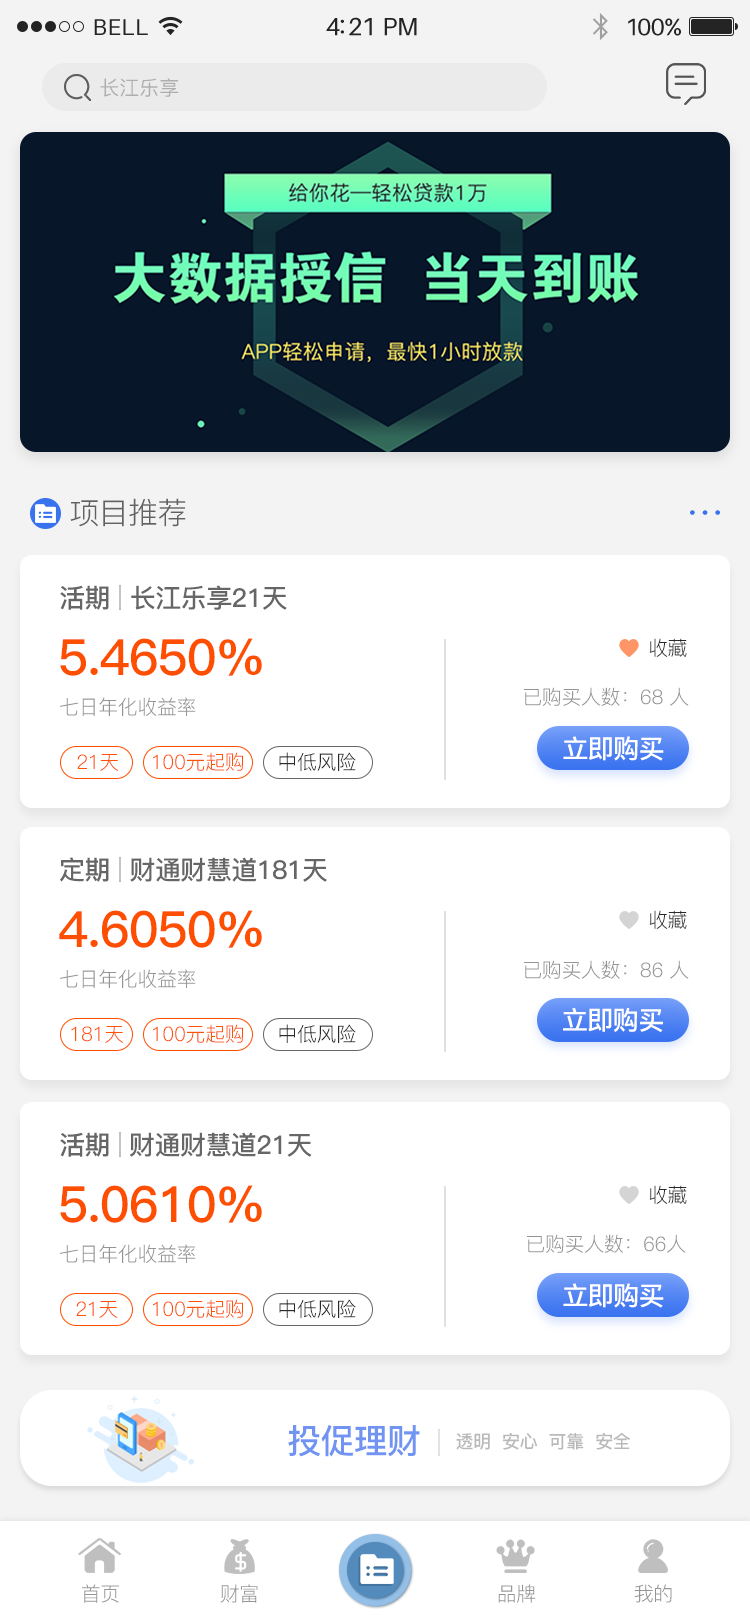 BELL 4:21 PM 100%
长江乐享
给你花一轻松贷款1万
大数据授信 当天到账
APP轻松申请，最快1小时放款
项目推荐
活期 | 长江乐享21天
5.4650%
收藏
七日年化收益率
已购买人数：68 人
21天 100元起购 中低风险
立即购买
定期 | 财通财慧道181天
4.6050%
收藏
七日年化收益率
已购买人数：86 人
181天 100元起购 中低风险
立即购买
活期 | 财通财慧道21天
5.0610%
收藏
七日年化收益率
已购买人数：66人
21天 100元起购 中低风险
立即购买
投促理财 | 透明 安心 可靠 安全
首页 财富 品牌 我的